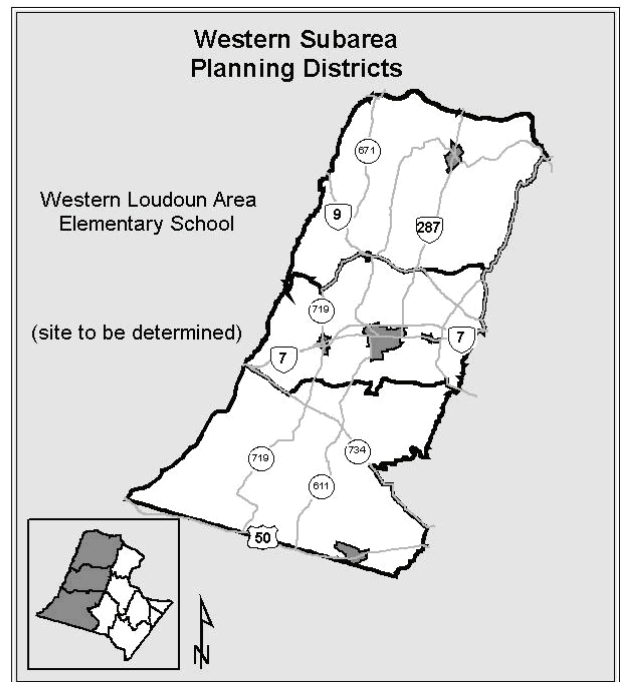 Western Subarea
Planning Districts
671
Western Loudoun Area
Elementary School
9
287
719
(site to be determined)
7
7
719
734
611
50
N